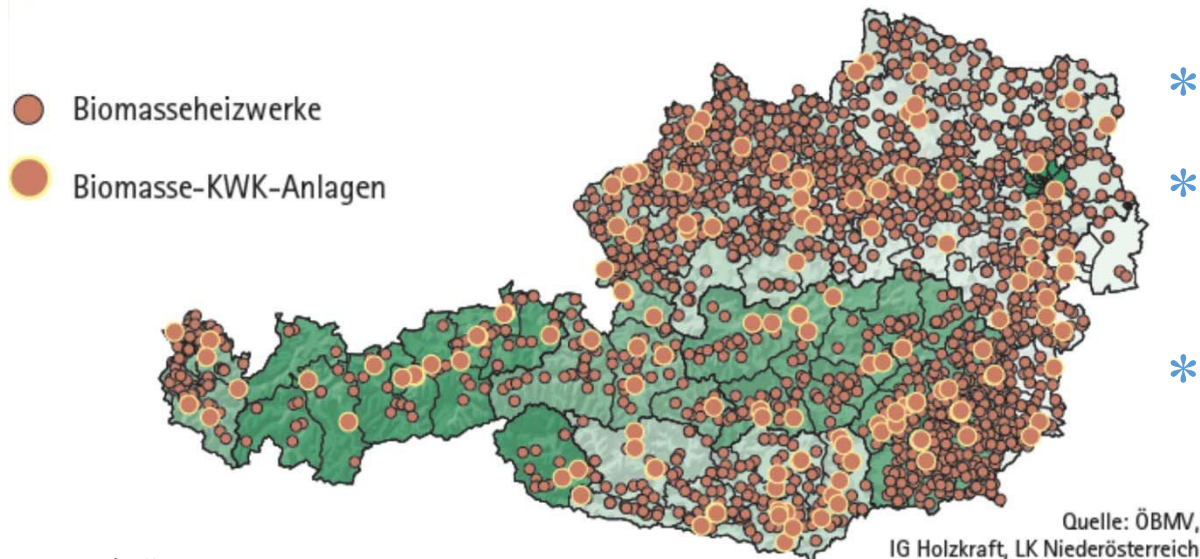 Biomasseheizwerke
Biomasse-KWK-Anlagen
*
*
*
Quelle: ÖBMV,
IG Holzkraft, LK Niederösterreich